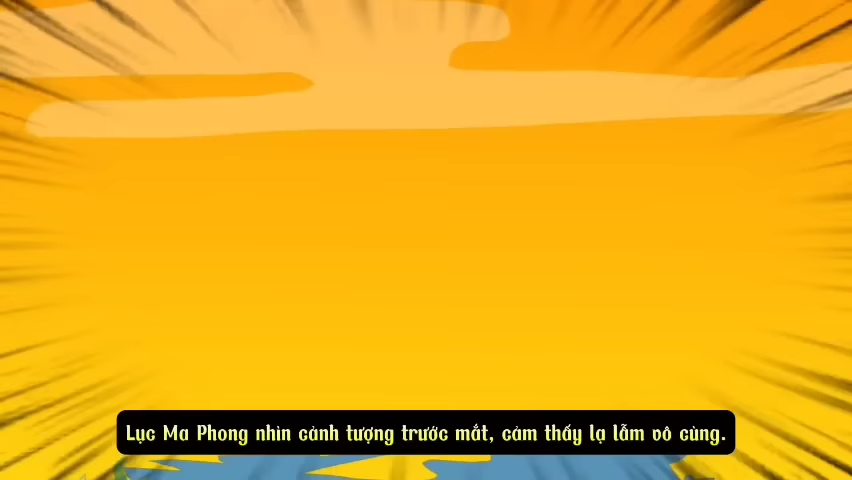 Lục Ma Phong nhìn cảnh tượng trước mắt, cảm thấy lạ lẫm vô cùng.